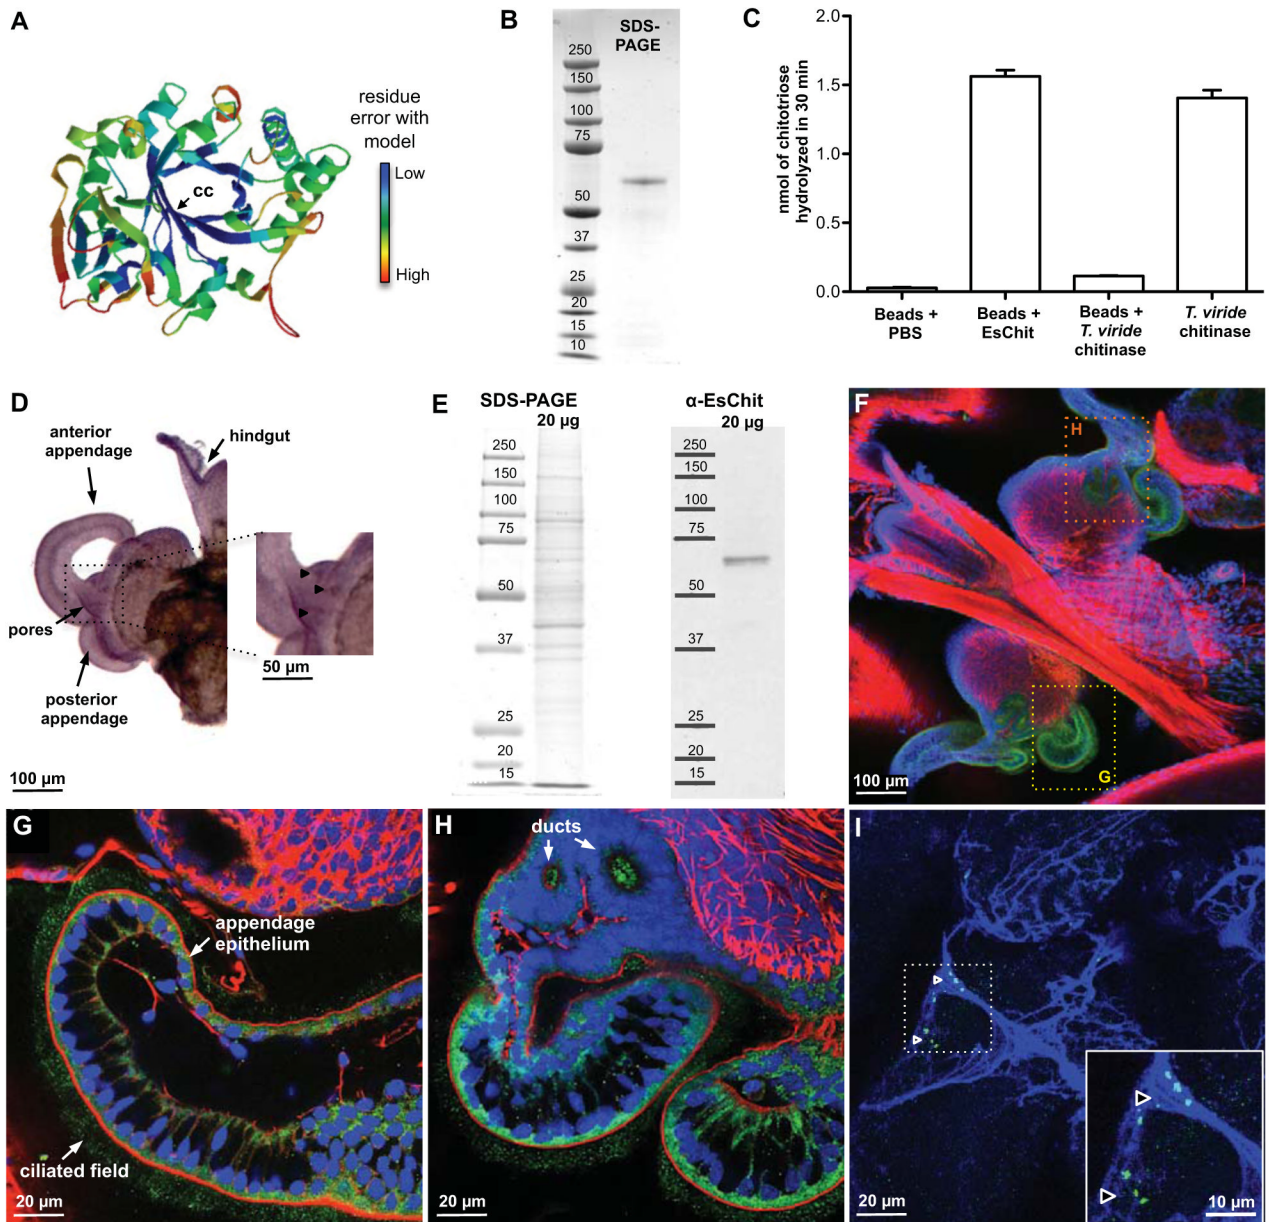 A
residue
error with
model
Low
High
cc
B
SDS-
PAGE
250
150
100
75
50
37
25
20
15
10
C
nmol of chitotriose
hydrolyzed in 30 min
2.0
1.5
1.0
0.5
0.0
Beads +
PBS
Beads +
EsChit
Beads +
T. viride
chitinase
T. viride
chitinase
D
anterior
appendage
hindgut
pores
posterior
appendage
50 µm
100 µm
E
SDS-PAGE
20 µg
250
150
100
75
50
37
25
20
15
α-EsChit
20 µg
250
150
100
75
50
37
25
20
15
F
H
G
100 µm
G
appendage
epithelium
ciliated field
20 µm
H
ducts
20 µm
I
20 µm
10 µm